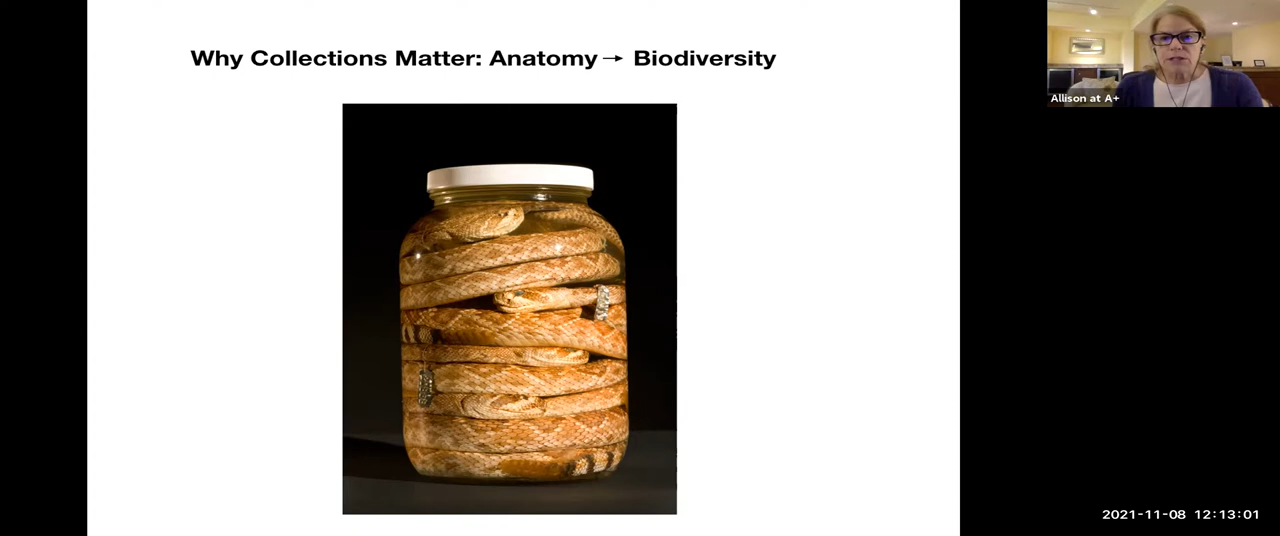 Why Collections Matter: Anatomy → Biodiversity
Allison at A+
2021-11-08 12:13:01